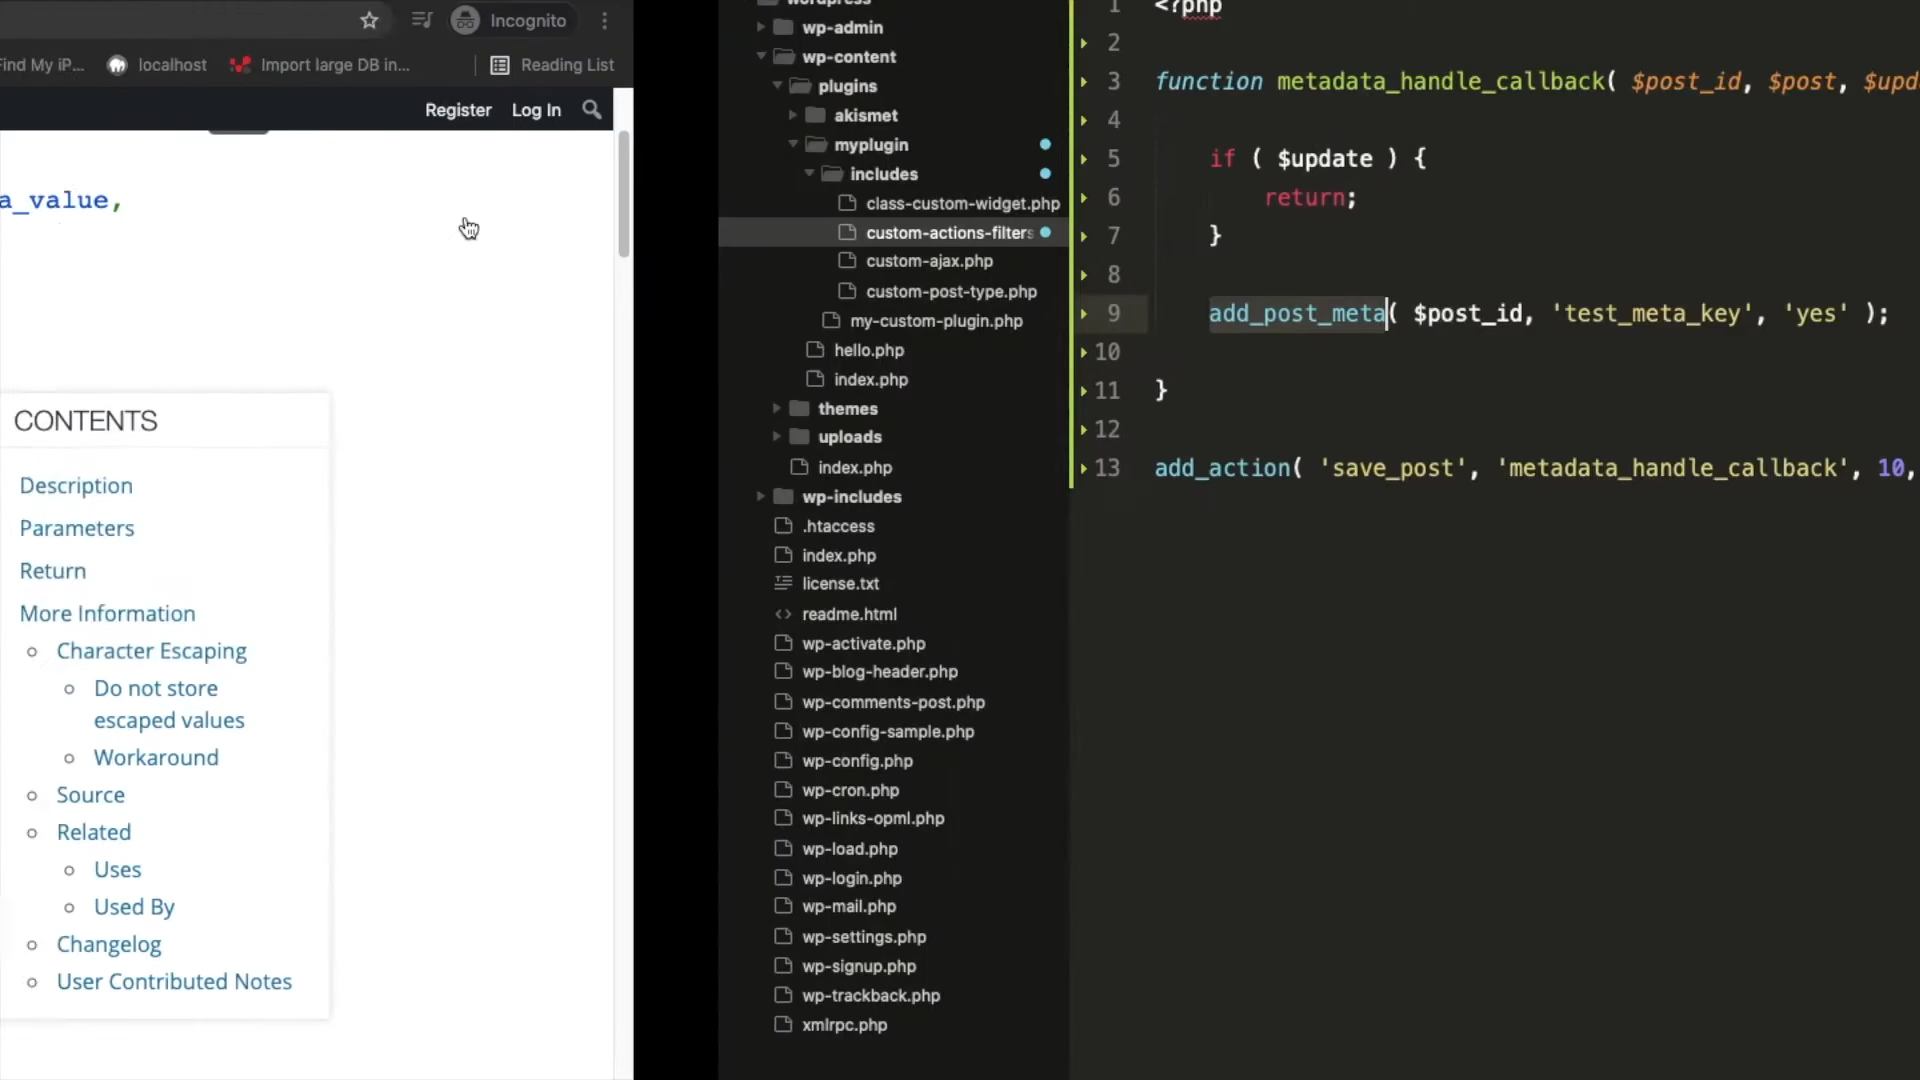 Incognito
Find My iP...
localhost
Import large DB in...
Reading List
Register
Log In
a_value,
CONTENTS
Description
Parameters
Return
More Information
Character Escaping
Do not store
escaped values
Workaround
Source
Related
Uses
Used By
Changelog
User Contributed Notes
wordpress
wp-admin
wp-content
plugins
akismet
myplugin
includes
class-custom-widget.php
custom-actions-filters
custom-ajax.php
custom-post-type.php
my-custom-plugin.php
hello.php
index.php
themes
uploads
index.php
wp-includes
.htaccess
index.php
license.txt
readme.html
wp-activate.php
wp-blog-header.php
wp-comments-post.php
wp-config-sample.php
wp-config.php
wp-cron.php
wp-links-opml.php
wp-load.php
wp-login.php
wp-mail.php
wp-settings.php
wp-signup.php
wp-trackback.php
xmlrpc.php
1 <?php
2
3 function metadata_handle_callback( $post_id, $post, $upd
4
5 if ( $update ) {
6 return;
7 }
8
9 add_post_meta( $post_id, 'test_meta_key', 'yes' );
10
11 }
12
13 add_action( 'save_post', 'metadata_handle_callback', 10,